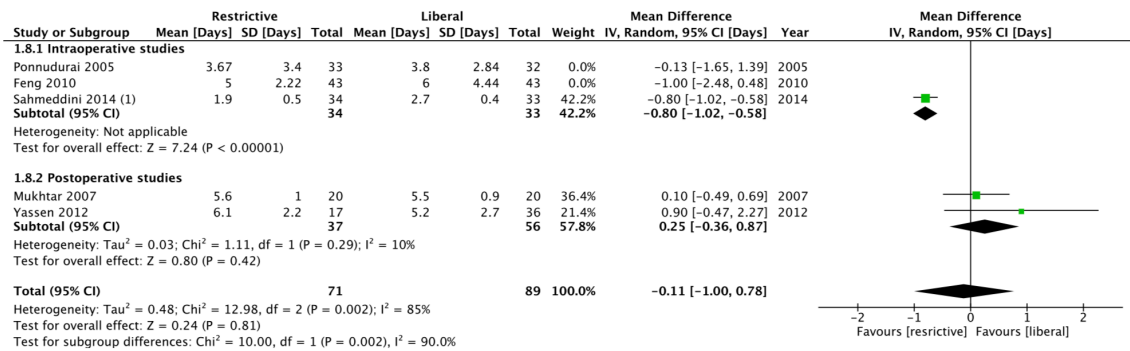 Restrictive Liberal Mean Difference Mean Difference
Study or Subgroup Mean [Days] SD [Days] Total Mean [Days] SD [Days] Total Weight IV, Random, 95% CI [Days] Year IV, Random, 95% CI [Days]
1.8.1 Intraoperative studies
Ponnudurai 2005 3.67 3.4 33 3.8 2.84 32 0.0% -0.13 [-1.65, 1.39] 2005
Feng 2010 5 2.22 43 6 4.44 43 0.0% -1.00 [-2.48, 0.48] 2010
Sahmeddini 2014 (1) 1.9 0.5 34 2.7 0.4 33 42.2% -0.80 [-1.02, -0.58] 2014
Subtotal (95% CI) 34 33 42.2% -0.80 [-1.02, -0.58]
Heterogeneity: Not applicable
Test for overall effect: Z = 7.24 (P < 0.00001)
1.8.2 Postoperative studies
Mukhtar 2007 5.6 1 20 5.5 0.9 20 36.4% 0.10 [-0.49, 0.69] 2007
Yassen 2012 6.1 2.2 17 5.2 2.7 36 21.4% 0.90 [-0.47, 2.27] 2012
Subtotal (95% CI) 37 56 57.8% 0.25 [-0.36, 0.87]
Heterogeneity: Tau² = 0.03; Chi² = 1.11, df = 1 (P = 0.29); I² = 10%
Test for overall effect: Z = 0.80 (P = 0.42)
Total (95% CI) 71 89 100.0% -0.11 [-1.00, 0.78]
Heterogeneity: Tau² = 0.48; Chi² = 12.98, df = 2 (P = 0.002); I² = 85%
Test for overall effect: Z = 0.24 (P = 0.81)
Test for subgroup differences: Chi² = 10.00, df = 1 (P = 0.002), I² = 90.0%
-2 -1 0 1 2
Favours [resrictive] Favours [liberal]